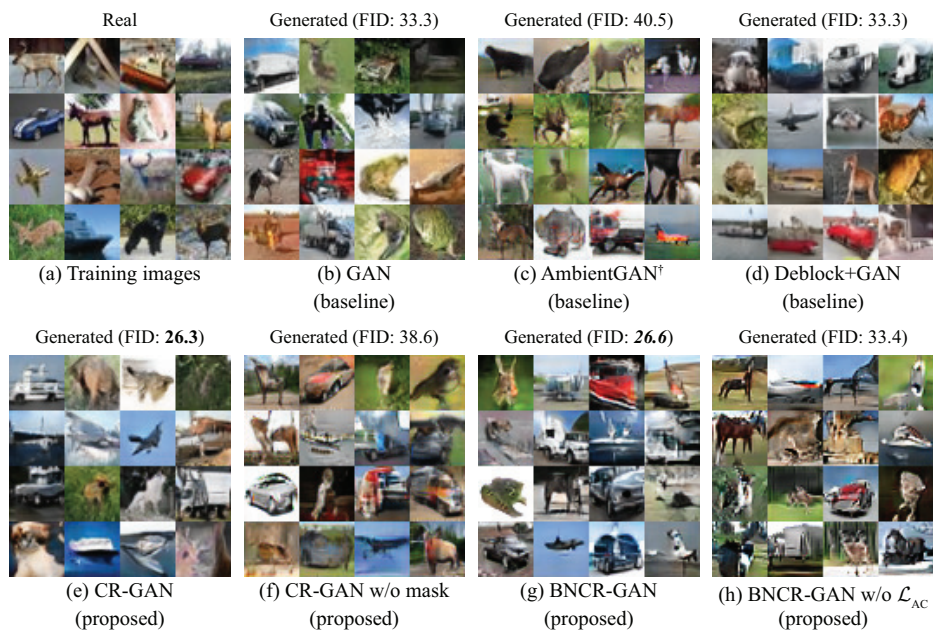 Real
Generated (FID: 33.3)
Generated (FID: 40.5)
Generated (FID: 33.3)
(a) Training images
(b) GAN
(baseline)
(c) AmbientGAN†
(baseline)
(d) Deblock+GAN
(baseline)
Generated (FID: 26.3)
Generated (FID: 38.6)
Generated (FID: 26.6)
Generated (FID: 33.4)
(e) CR-GAN
(proposed)
(f) CR-GAN w/o mask
(proposed)
(g) BNCR-GAN
(proposed)
(h) BNCR-GAN w/o ℒAC
(proposed)